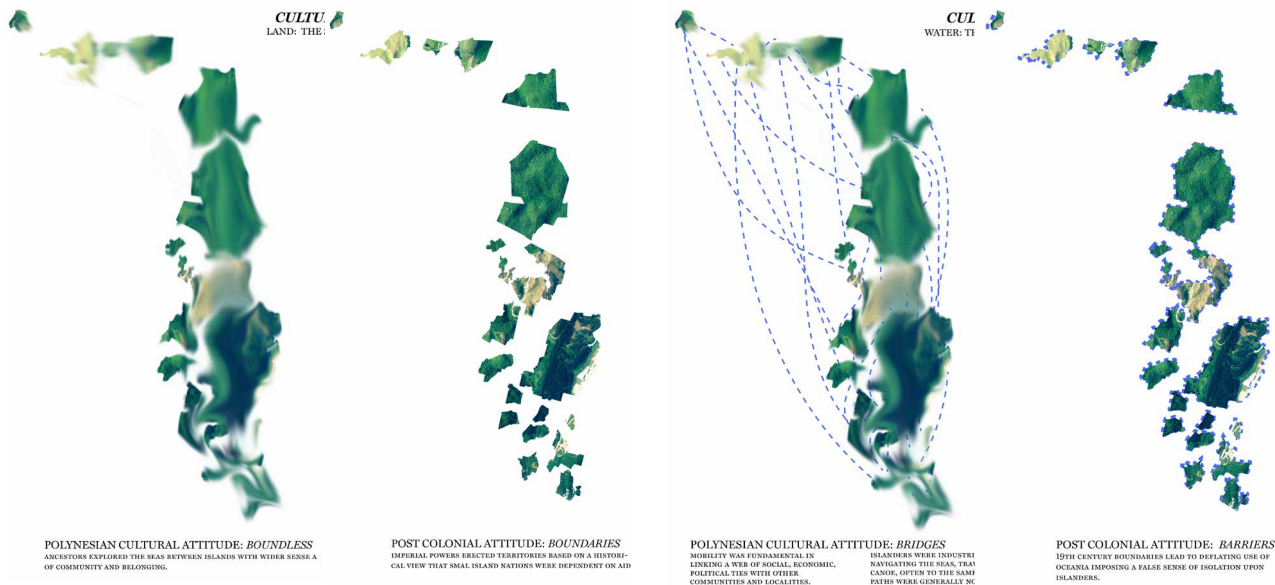 CULTU
LAND: THE
POLYNESIAN CULTURAL ATTITUDE: BOUNDLESS
ANCESTORS EXPLORED THE SEAS BETWEEN ISLANDS WITH WIDER SENSE A
OF COMMUNITY AND BELONGING.
POST COLONIAL ATTITUDE: BOUNDARIES
IMPERIAL POWERS ERECTED TERRITORIES BASED ON A HISTORI-
CAL VIEW THAT SMAL ISLAND NATIONS WERE DEPENDENT ON AID
CUL
WATER: TH
POLYNESIAN CULTURAL ATTITUDE: BRIDGES
MOBILITY WAS FUNDAMENTAL IN
LINKING A WEB OF SOCIAL, ECONOMIC,
POLITICAL TIES WITH OTHER
COMMUNITIES AND LOCALITIES.
ISLANDERS WERE INDUSTRI
NAVIGATING THE SEAS, TRA
CANOE, OFTEN TO THE SAM
PATHS WERE GENERALLY NO
POST COLONIAL ATTITUDE: BARRIERS
19TH CENTURY BOUNDARIES LEAD TO DEFLATING USE OF
OCEANIA IMPOSING A FALSE SENSE OF ISOLATION UPON
ISLANDERS.